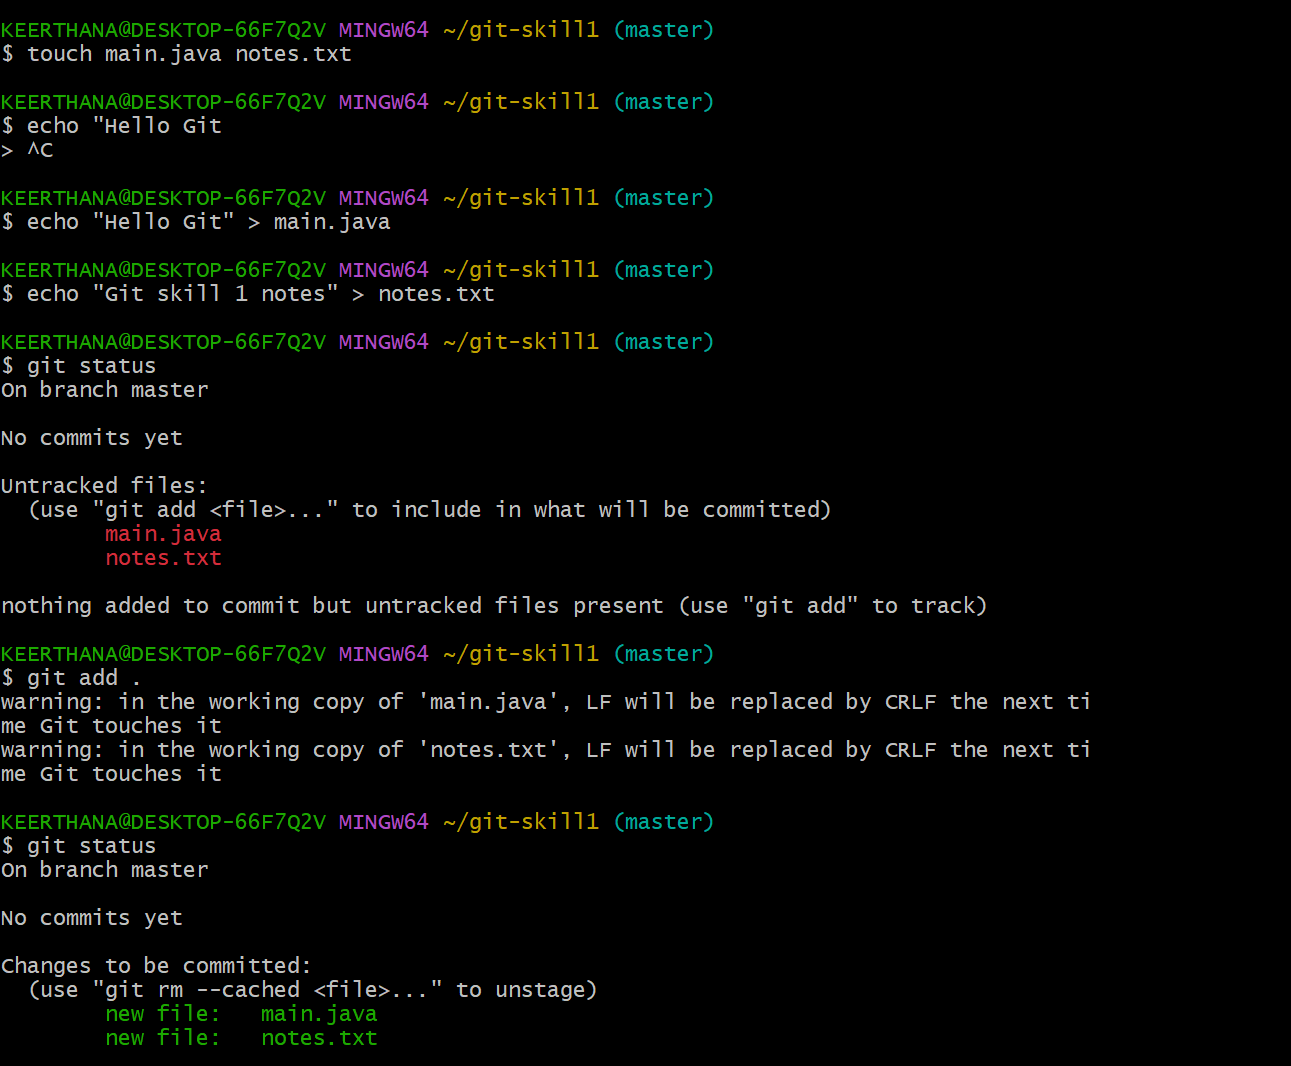 KEERTHANA@DESKTOP-66F7Q2V MINGW64 ~/git-skill1 (master)
$ touch main.java notes.txt
KEERTHANA@DESKTOP-66F7Q2V MINGW64 ~/git-skill1 (master)
$ echo "Hello Git
> ^C
KEERTHANA@DESKTOP-66F7Q2V MINGW64 ~/git-skill1 (master)
$ echo "Hello Git" > main.java
KEERTHANA@DESKTOP-66F7Q2V MINGW64 ~/git-skill1 (master)
$ echo "Git skill 1 notes" > notes.txt
KEERTHANA@DESKTOP-66F7Q2V MINGW64 ~/git-skill1 (master)
$ git status
On branch master
No commits yet
Untracked files:
  (use "git add <file>..." to include in what will be committed)
        main.java
        notes.txt
nothing added to commit but untracked files present (use "git add" to track)
KEERTHANA@DESKTOP-66F7Q2V MINGW64 ~/git-skill1 (master)
$ git add .
warning: in the working copy of 'main.java', LF will be replaced by CRLF the next ti
me Git touches it
warning: in the working copy of 'notes.txt', LF will be replaced by CRLF the next ti
me Git touches it
KEERTHANA@DESKTOP-66F7Q2V MINGW64 ~/git-skill1 (master)
$ git status
On branch master
No commits yet
Changes to be committed:
  (use "git rm --cached <file>..." to unstage)
        new file:   main.java
        new file:   notes.txt